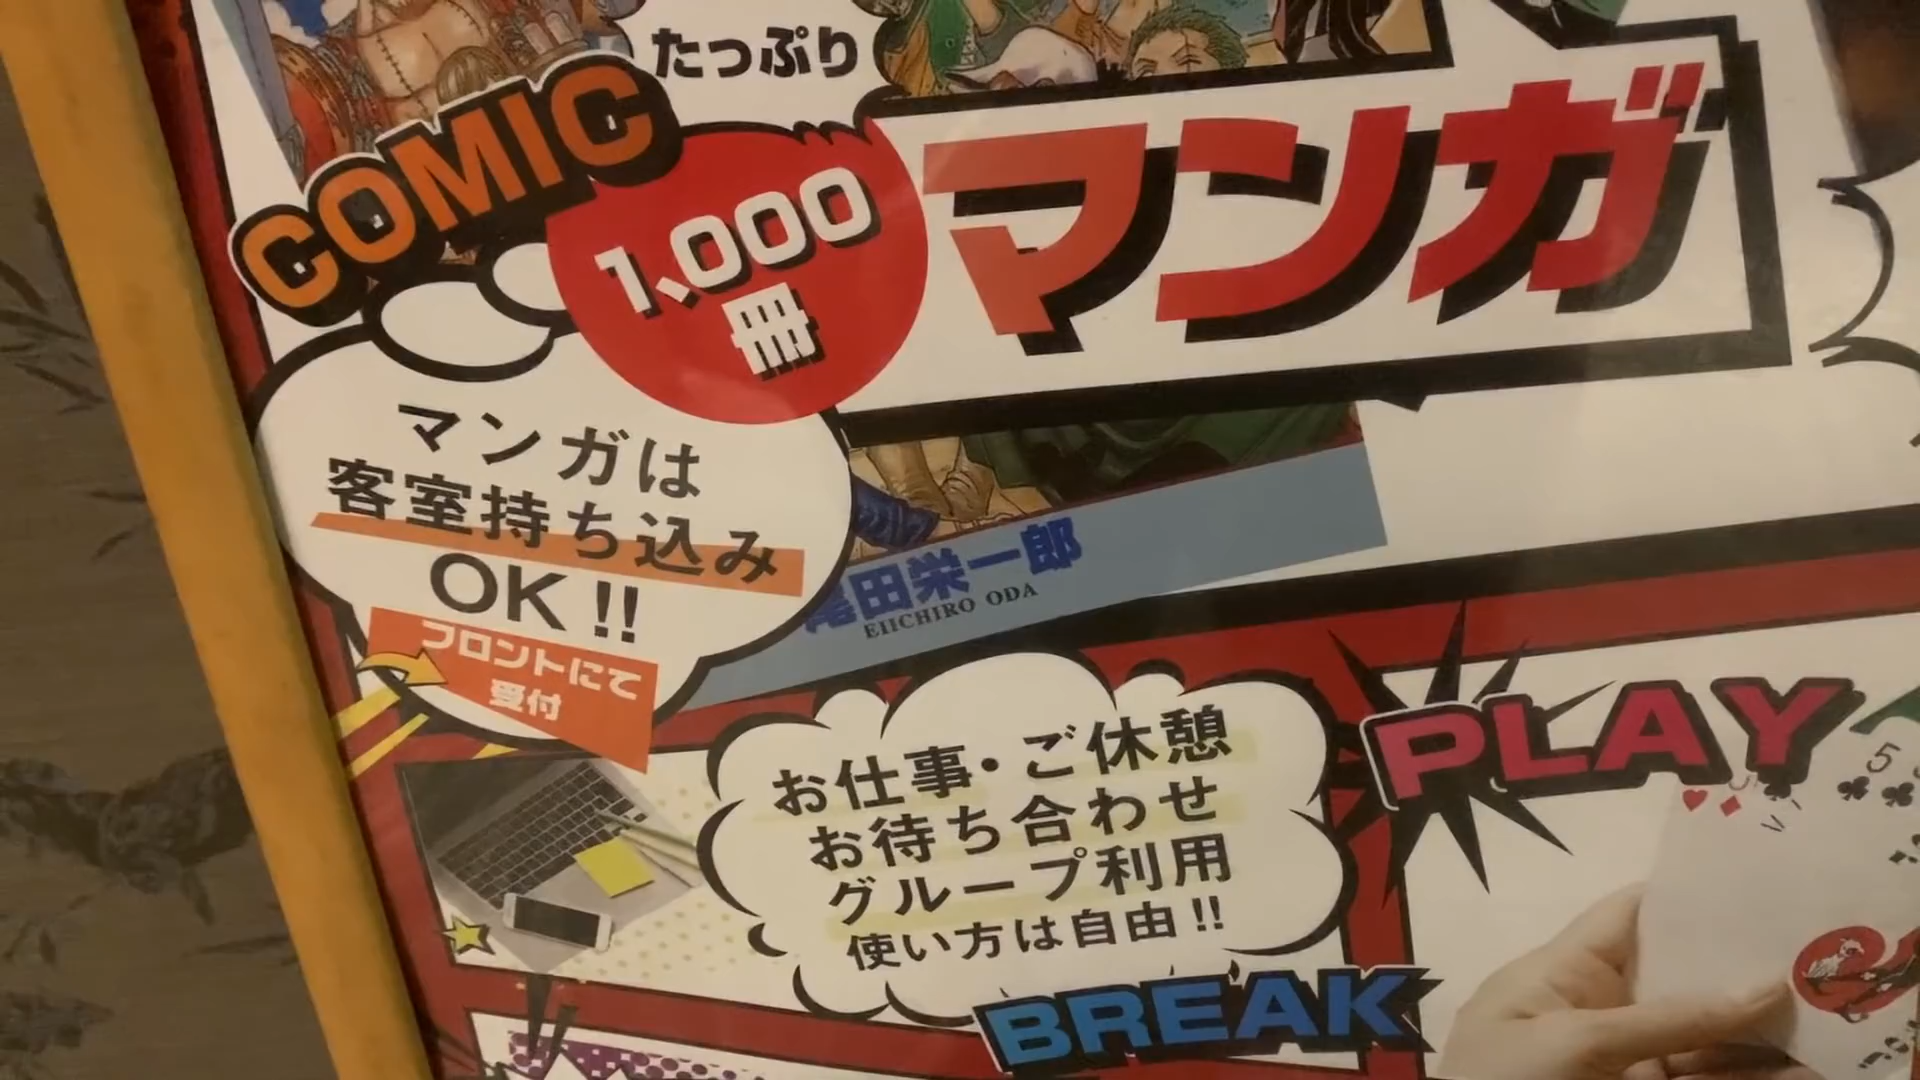 たっぷり
COMIC
1,000
冊
マンガ
マンガは
客室持ち込み
OK!!
フロントにて
受付
尾田栄一郎
EIICHIRO ODA
お仕事・ご休憩
お待ち合わせ
グループ利用
使い方は自由!!
PLAY
5
BREAK